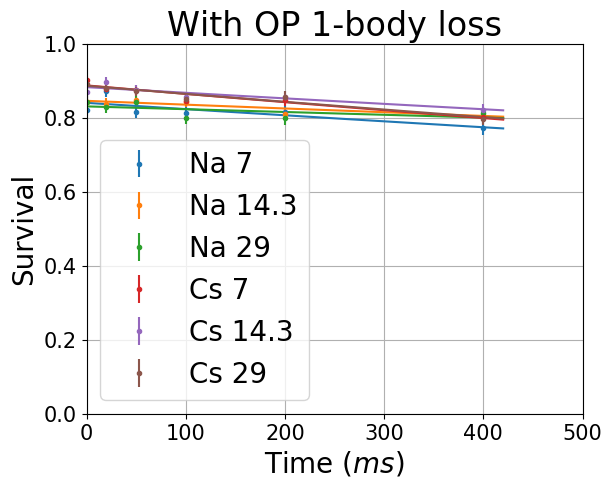 With OP 1-body loss
Survival
1.0
0.8
0.6
0.4
0.2
0.0
Na 7
Na 14.3
Na 29
Cs 7
Cs 14.3
Cs 29
0 100 200 300 400 500
Time (ms)